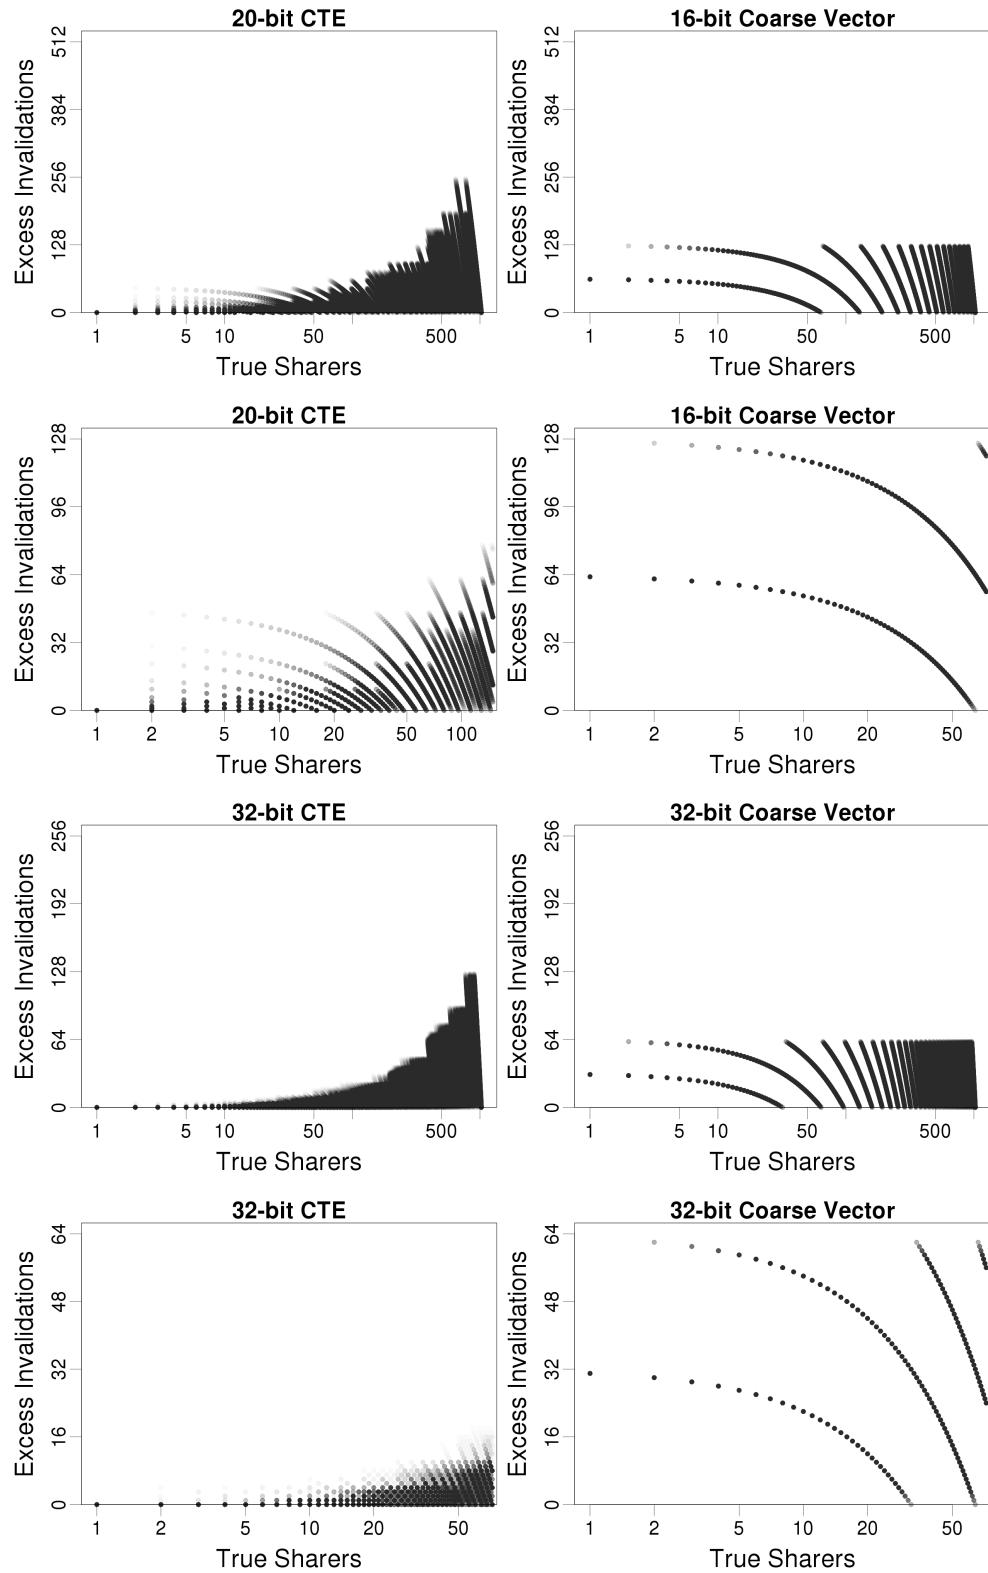 20-bit CTE
Excess Invalidations
0 128 256 384 512
1 5 10 50 500
True Sharers
16-bit Coarse Vector
Excess Invalidations
0 128 256 384 512
1 5 10 50 500
True Sharers
20-bit CTE
Excess Invalidations
0 32 64 96 128
1 2 5 10 20 50 100
True Sharers
16-bit Coarse Vector
Excess Invalidations
0 32 64 96 128
1 2 5 10 20 50
True Sharers
32-bit CTE
Excess Invalidations
0 64 128 192 256
1 5 10 50 500
True Sharers
32-bit Coarse Vector
Excess Invalidations
0 64 128 192 256
1 5 10 50 500
True Sharers
32-bit CTE
Excess Invalidations
0 16 32 48 64
1 2 5 10 20 50
True Sharers
32-bit Coarse Vector
Excess Invalidations
0 16 32 48 64
1 2 5 10 20 50
True Sharers